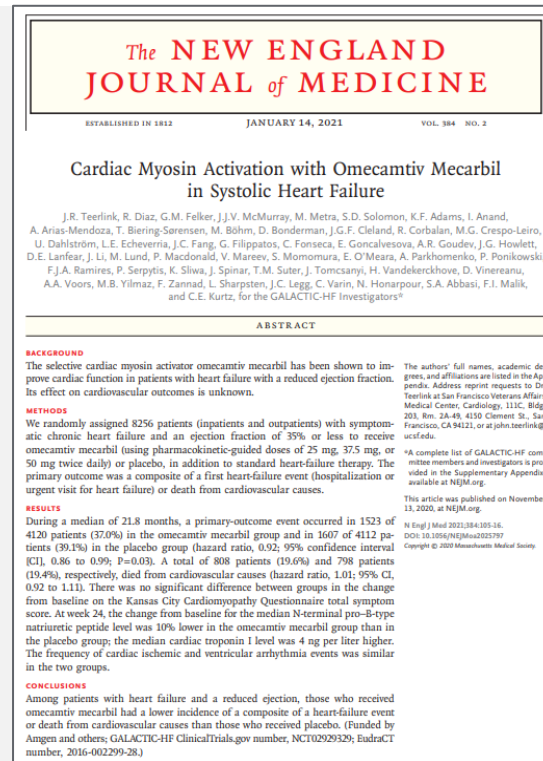 The NEW ENGLAND
JOURNAL of MEDICINE
ESTABLISHED IN 1812
JANUARY 14, 2021
VOL. 384 NO. 2
Cardiac Myosin Activation with Omecamtiv Mecarbil
in Systolic Heart Failure
J.R. Teerlink, R. Diaz, G.M. Felker, J.J.V. McMurray, M. Metra, S.D. Solomon, K.F. Adams, I. Anand,
A. Arias-Mendoza, T. Biering-Sørensen, M. Böhm, D. Bonderman, J.G.F. Cleland, R. Corbalan, M.G. Crespo-Leiro,
U. Dahlström, L.E. Echeverria, J.C. Fang, G. Filippatos, C. Fonseca, E. Goncalvesova, A.R. Goudev, J.G. Howlett,
D.E. Lanfear, J. Li, M. Lund, P. Macdonald, V. Mareev, S. Momomura, E. O'Meara, A. Parkhomenko, P. Ponikowski,
F.J.A. Ramires, P. Serpytis, K. Sliwa, J. Spinar, T.M. Suter, J. Tomcsanyi, H. Vandekerckhove, D. Vinereanu,
A.A. Voors, M.B. Yilmaz, F. Zannad, L. Sharpsten, J.C. Legg, C. Varin, N. Honarpour, S.A. Abbasi, F.I. Malik,
and C.E. Kurtz, for the GALACTIC-HF Investigators*
ABSTRACT
BACKGROUND
The selective cardiac myosin activator omecamtiv mecarbil has been shown to im-
prove cardiac function in patients with heart failure with a reduced ejection fraction.
Its effect on cardiovascular outcomes is unknown.
METHODS
We randomly assigned 8256 patients (inpatients and outpatients) with symptom-
atic chronic heart failure and an ejection fraction of 35% or less to receive
omecamtiv mecarbil (using pharmacokinetic-guided doses of 25 mg, 37.5 mg, or
50 mg twice daily) or placebo, in addition to standard heart-failure therapy. The
primary outcome was a composite of a first heart-failure event (hospitalization or
urgent visit for heart failure) or death from cardiovascular causes.
RESULTS
During a median of 21.8 months, a primary-outcome event occurred in 1523 of
4120 patients (37.0%) in the omecamtiv mecarbil group and in 1607 of 4112 pa-
tients (39.1%) in the placebo group (hazard ratio, 0.92; 95% confidence interval
[CI], 0.86 to 0.99; P=0.03). A total of 808 patients (19.6%) and 798 patients
(19.4%), respectively, died from cardiovascular causes (hazard ratio, 1.01; 95% CI,
0.92 to 1.11). There was no significant difference between groups in the change
from baseline on the Kansas City Cardiomyopathy Questionnaire total symptom
score. At week 24, the change from baseline for the median N-terminal pro–B-type
natriuretic peptide level was 10% lower in the omecamtiv mecarbil group than in
the placebo group; the median cardiac troponin I level was 4 ng per liter higher.
The frequency of cardiac ischemic and ventricular arrhythmia events was similar
in the two groups.
CONCLUSIONS
Among patients with heart failure and a reduced ejection, those who received
omecamtiv mecarbil had a lower incidence of a composite of a heart-failure event
or death from cardiovascular causes than those who received placebo. (Funded by
Amgen and others; GALACTIC-HF ClinicalTrials.gov number, NCT02929329; EudraCT
number, 2016-002299-28.)
The authors' full names, academic de
grees, and affiliations are listed in the Ap
pendix. Address reprint requests to Dr
Teerlink at San Francisco Veterans Affairs
Medical Center, Cardiology, 111C, Bldg
203, Rm. 2A-49, 4150 Clement St., San
Francisco, CA 94121, or at john.teerlink@
ucsf.edu.
*A complete list of GALACTIC-HF com
mittee members and investigators is pro
vided in the Supplementary Appendix
available at NEJM.org.
This article was published on November
13, 2020, at NEJM.org.
N Engl J Med 2021;384:105-16.
DOI: 10.1056/NEJMoa2025797
Copyright © 2020 Massachusetts Medical Society.